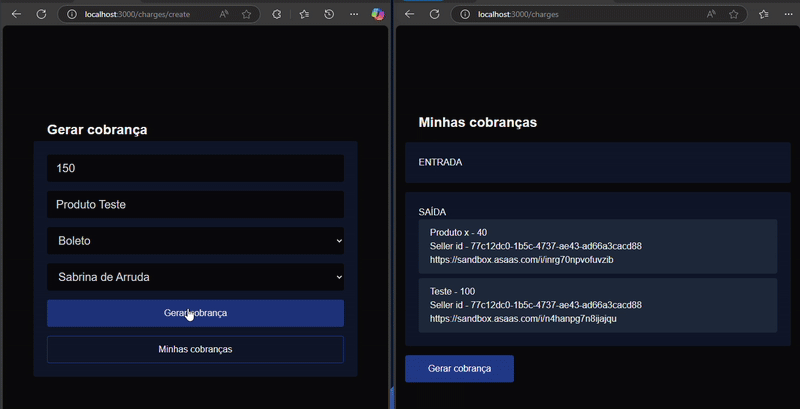 localhost:3000/charges/create
Gerar cobrança
150
Produto Teste
Boleto
Sabrina de Arruda
Gerar cobrança
Minhas cobranças
localhost:3000/charges
Minhas cobranças
ENTRADA
SAÍDA
Produto x - 40
Seller id - 77c12dc0-1b5c-4737-ae43-ad66a3cacd88
https://sandbox.asaas.com/i/inrg70npvofuvzib
Teste - 100
Seller id - 77c12dc0-1b5c-4737-ae43-ad66a3cacd88
https://sandbox.asaas.com/i/n4hanpg7n8ijajqu
Gerar cobrança